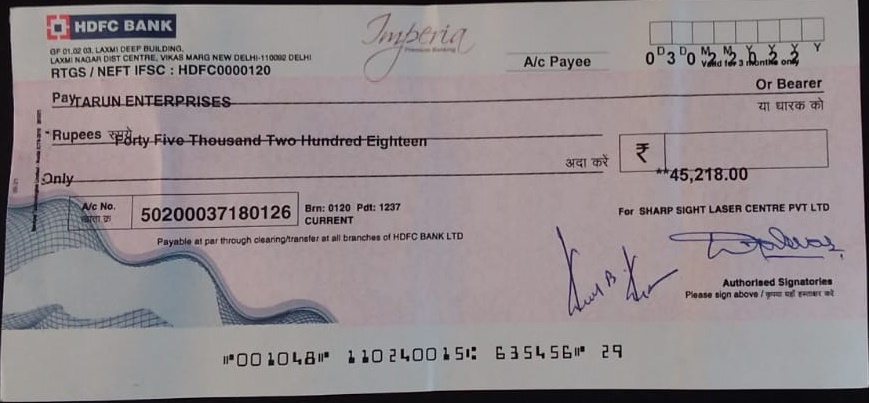 HDFC BANK
GF 01,02 03, LAXMI DEEP BUILDING,
LAXMI NAGAR DIST CENTRE, VIKAS MARG NEW DELHI-110092 DELHI
RTGS / NEFT IFSC : HDFC0000120
Imperia
Premium Banking
A/c Payee
D D M M Y Y Y Y
Valid for 3 months only
Or Bearer
Pay TARUN ENTERPRISES
या धारक को
Rupees रुपये Forty Five Thousand Two Hundred Eighteen
अदा करें ₹
Only
**45,218.00
A/c No. 50200037180126
Brn: 0120 Pdt: 1237
CURRENT
For SHARP SIGHT LASER CENTRE PVT LTD
Payable at par through clearing/transfer at all branches of HDFC BANK LTD
Authorised Signatories
Please sign above / कृपया यहाँ हस्ताक्षर करें
⑈001048⑈ 110240015⑆ 635456⑈ 29